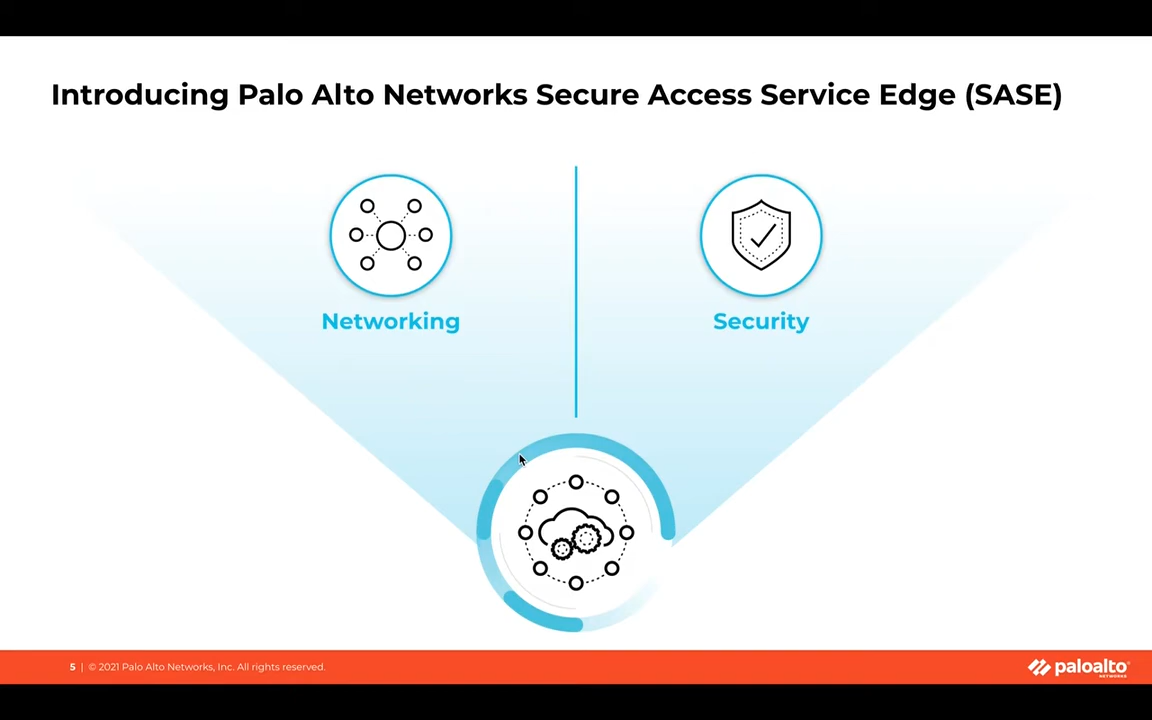 Introducing Palo Alto Networks Secure Access Service Edge (SASE)
Networking
Security
5 | © 2021 Palo Alto Networks, Inc. All rights reserved.
paloalto
NETWORKS